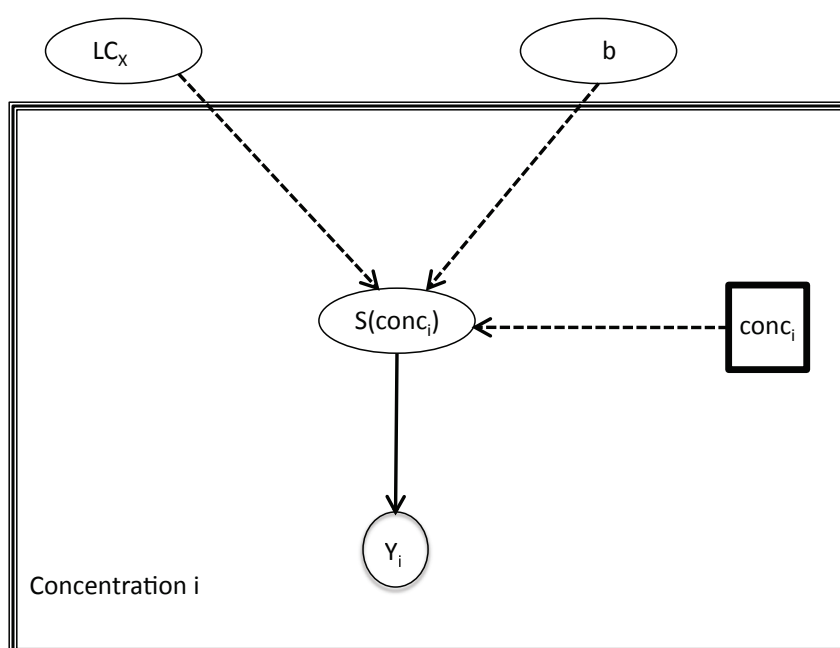 LCₓ
b
S(concᵢ)
concᵢ
Yᵢ
Concentration i